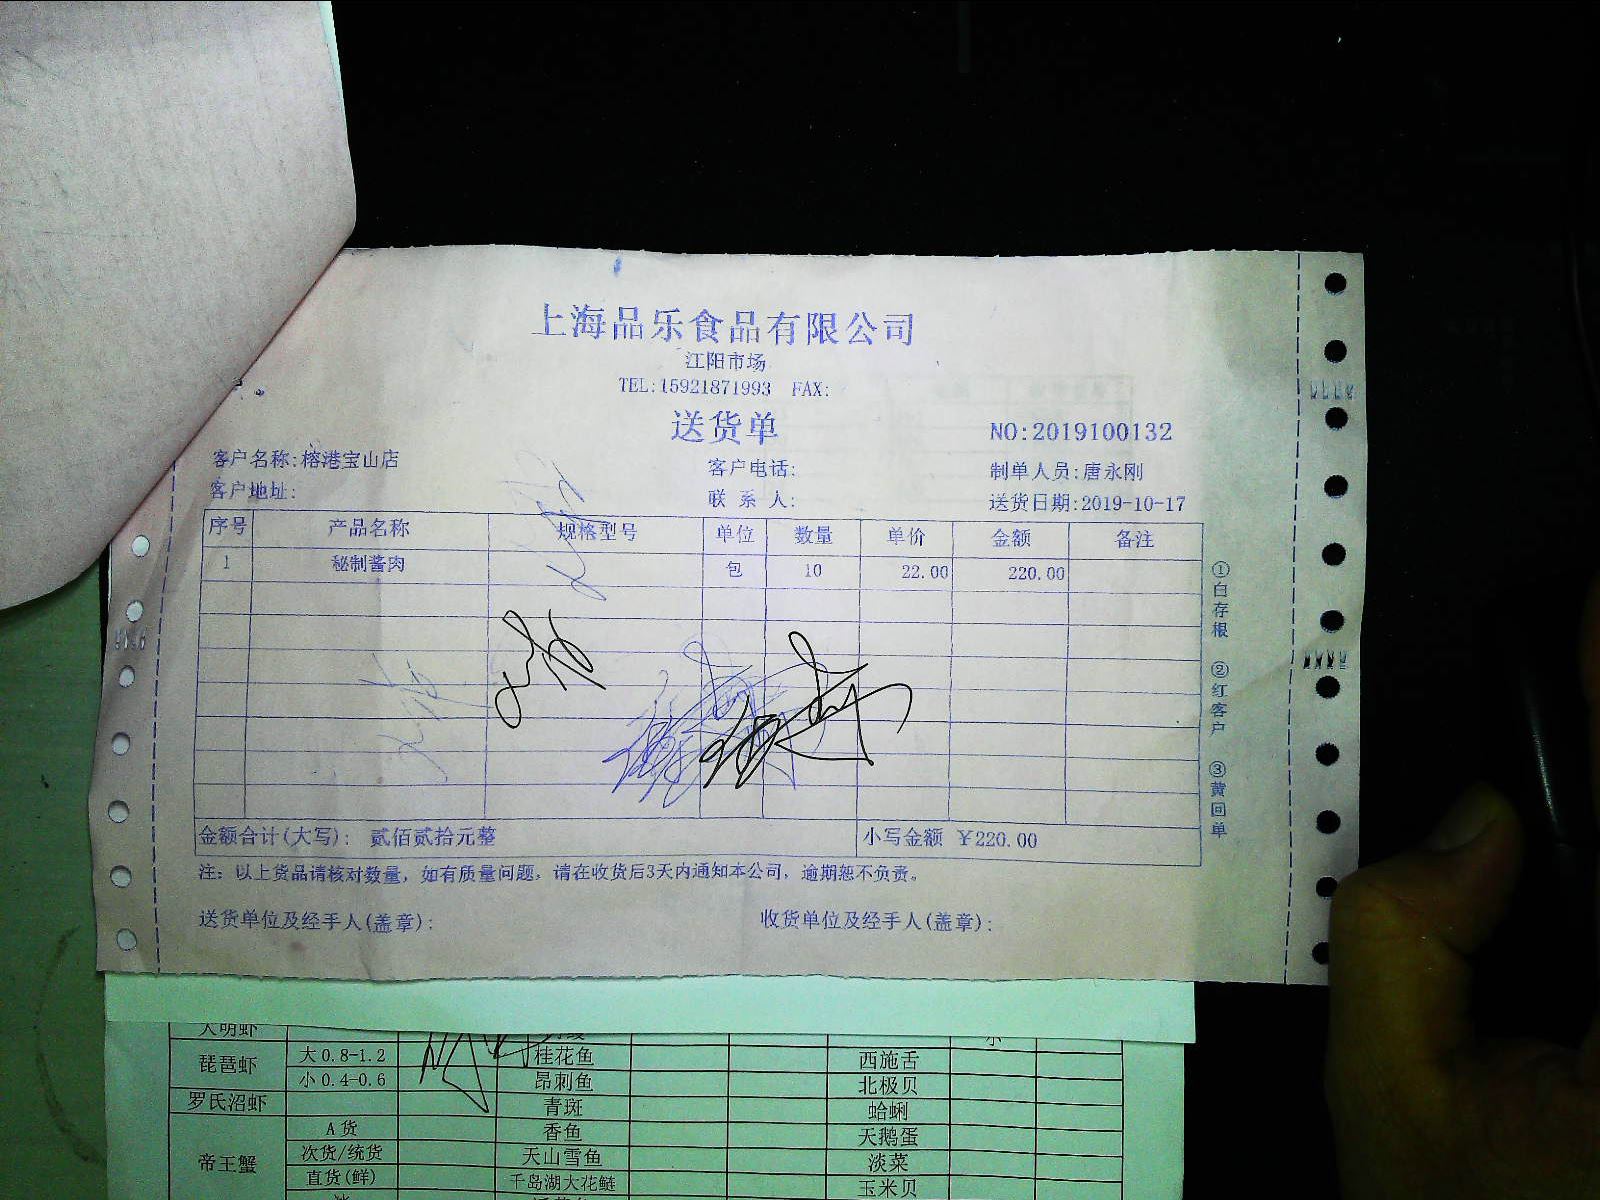 上海品乐食品有限公司
江阳市场
TEL:15921871993 FAX:
送货单
NO:2019100132
客户名称:榕港宝山店 客户电话: 制单人员:唐永刚
客户地址: 联系人: 送货日期:2019-10-17
序号 产品名称 规格型号 单位 数量 单价 金额 备注
1 秘制酱肉 包 10 22.00 220.00
金额合计(大写): 贰佰贰拾元整 小写金额 ￥220.00
注: 以上货品请核对数量, 如有质量问题, 请在收货后3天内通知本公司, 逾期恕不负责。
送货单位及经手人(盖章): 收货单位及经手人(盖章):
①白存根 ②红客户 ③黄回单
大明虾
琵琶虾 大0.8-1.2 桂花鱼 西施舌
小0.4-0.6 昂刺鱼 北极贝
罗氏沼虾 青斑 蛤蜊
帝王蟹 A货 香鱼 天鹅蛋
次货/统货 天山雪鱼 淡菜
直货(鲜) 千岛湖大花鲢 玉米贝